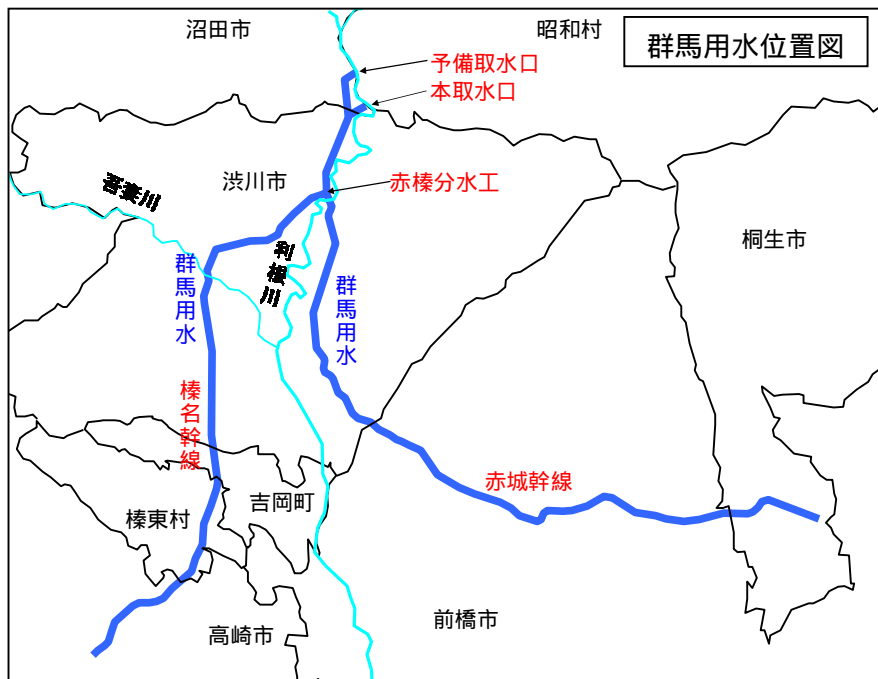 沼田市
昭和村
群馬用水位置図
予備取水口
本取水口
渋川市
赤榛分水工
吾妻川
利根川
桐生市
群馬用水
群馬用水
榛名幹線
赤城幹線
吉岡町
榛東村
高崎市
前橋市